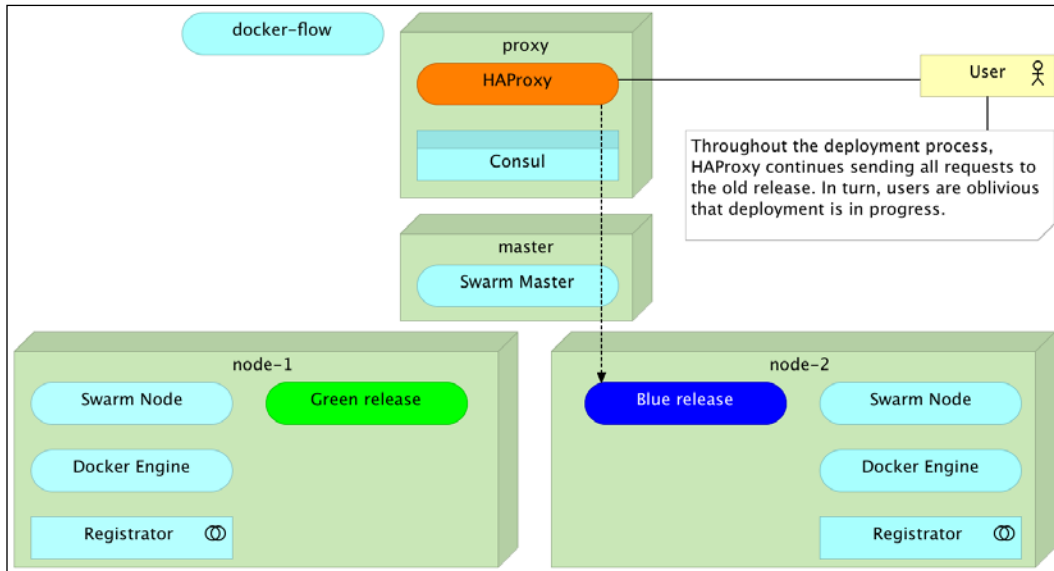 docker-flow
proxy
HAProxy
Consul
User
Throughout the deployment process,
HAProxy continues sending all requests to
the old release. In turn, users are oblivious
that deployment is in progress.
master
Swarm Master
node-1
Swarm Node
Green release
Docker Engine
Registrator
node-2
Blue release
Swarm Node
Docker Engine
Registrator